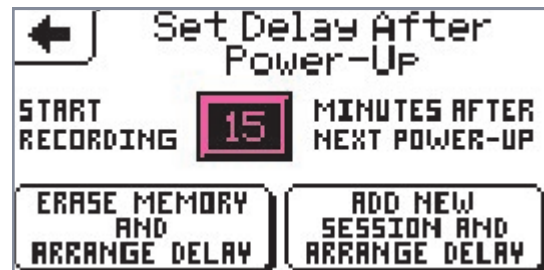 Set Delay After
Power-Up
START
RECORDING
15
MINUTES AFTER
NEXT POWER-UP
ERASE MEMORY
AND
ARRANGE DELAY
ADD NEW
SESSION AND
ARRANGE DELAY